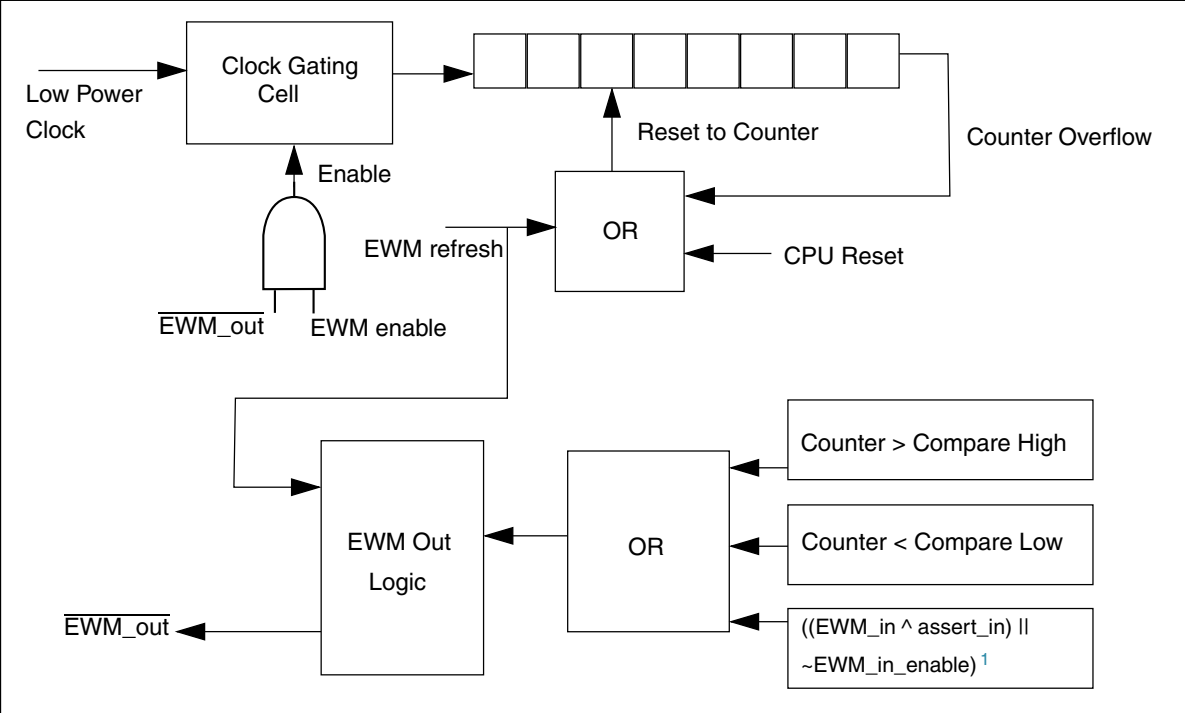 Clock Gating
Cell
Low Power
Clock
Reset to Counter
Counter Overflow
Enable
OR
EWM refresh
CPU Reset
EWM_out
EWM enable
Counter > Compare High
EWM Out
Logic
OR
Counter < Compare Low
EWM_out
((EWM_in ^ assert_in) ||
~EWM_in_enable) 1